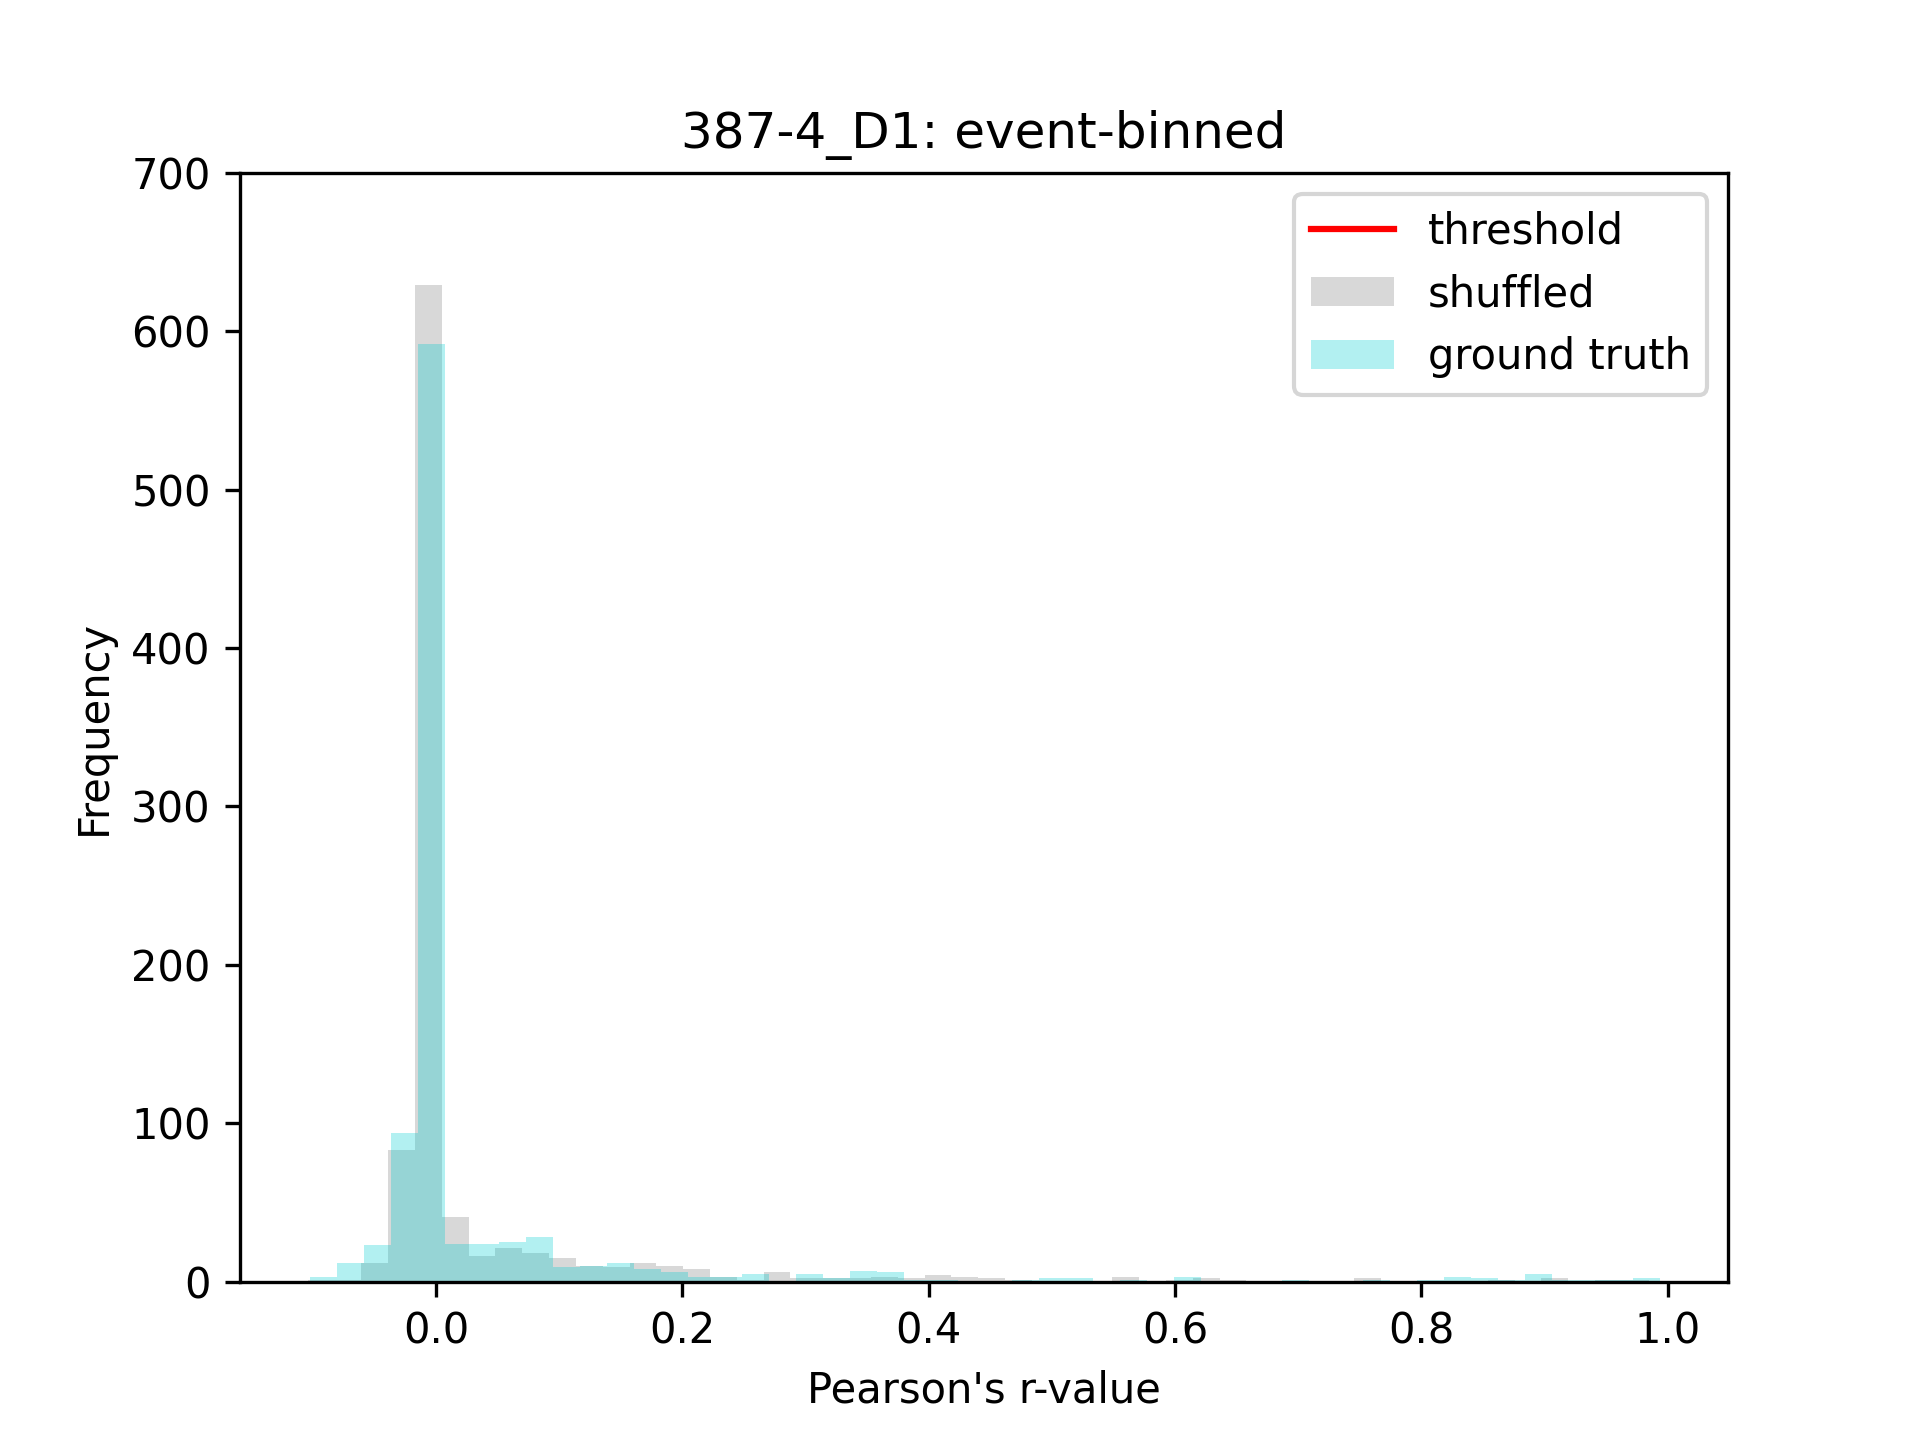 387-4_D1: event-binned
700
600
500
400
300
200
100
0
Frequency
threshold
shuffled
ground truth
0.0 0.2 0.4 0.6 0.8 1.0
Pearson's r-value